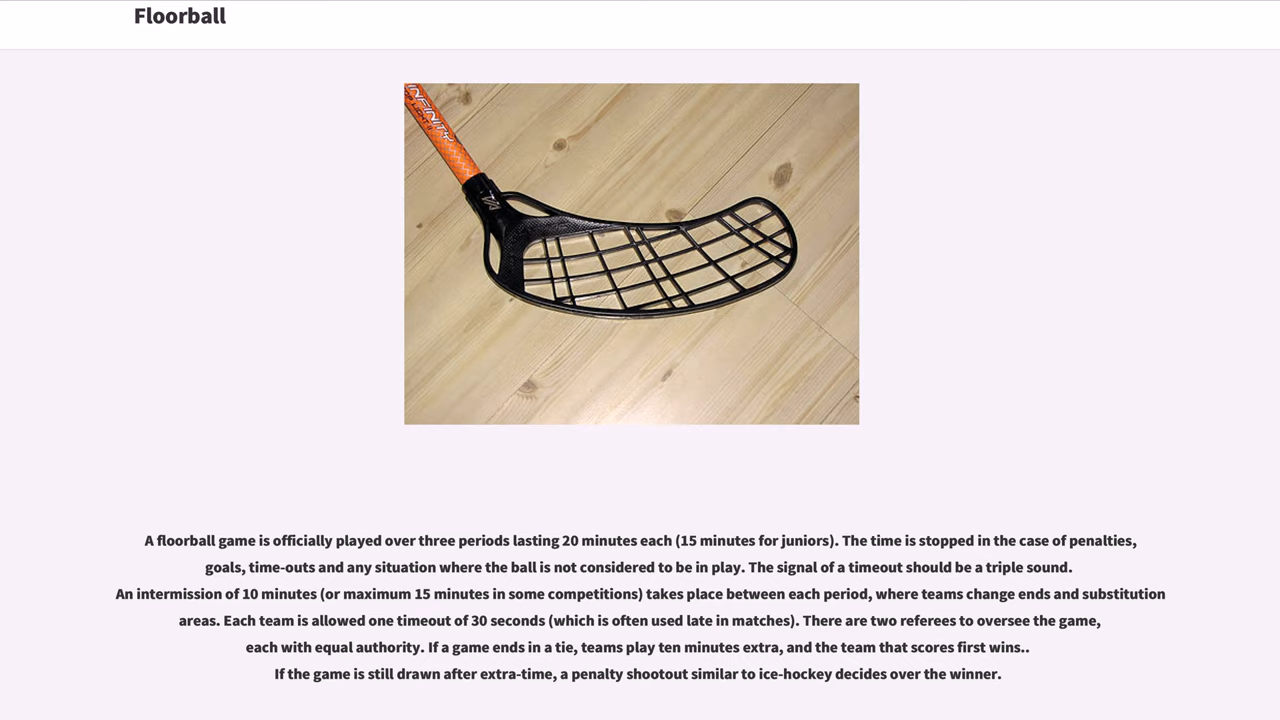 Floorball
INFINITY
A floorball game is officially played over three periods lasting 20 minutes each (15 minutes for juniors). The time is stopped in the case of penalties,
goals, time-outs and any situation where the ball is not considered to be in play. The signal of a timeout should be a triple sound.
An intermission of 10 minutes (or maximum 15 minutes in some competitions) takes place between each period, where teams change ends and substitution
areas. Each team is allowed one timeout of 30 seconds (which is often used late in matches). There are two referees to oversee the game,
each with equal authority. If a game ends in a tie, teams play ten minutes extra, and the team that scores first wins..
If the game is still drawn after extra-time, a penalty shootout similar to ice-hockey decides over the winner.